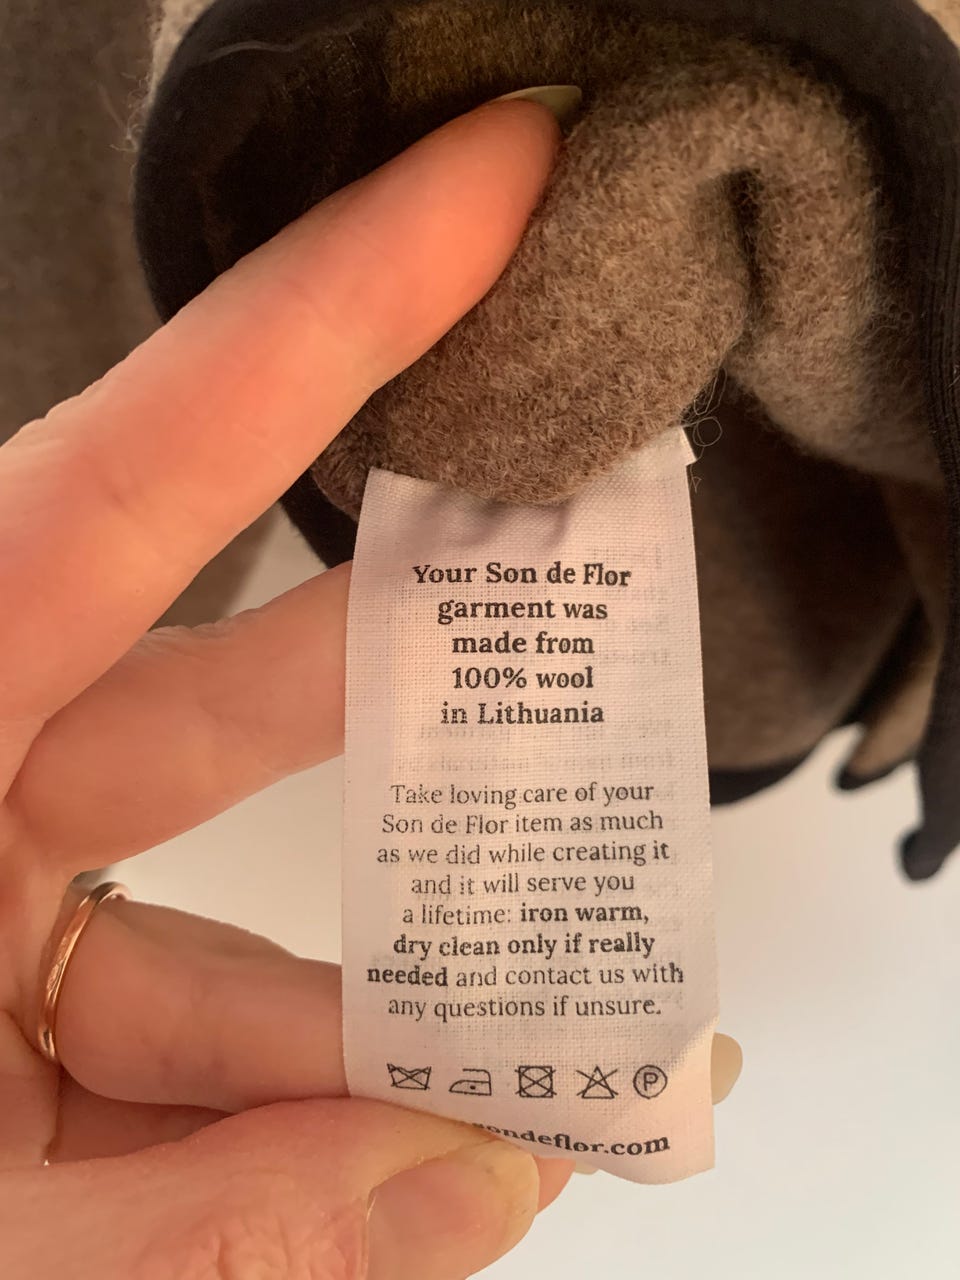 Your Son de Flor
garment was
made from
100% wool
in Lithuania
Take loving care of your
Son de Flor item as much
as we did while creating it
and it will serve you
a lifetime: iron warm,
dry clean only if really
needed and contact us with
any questions if unsure.
P
sondeflor.com